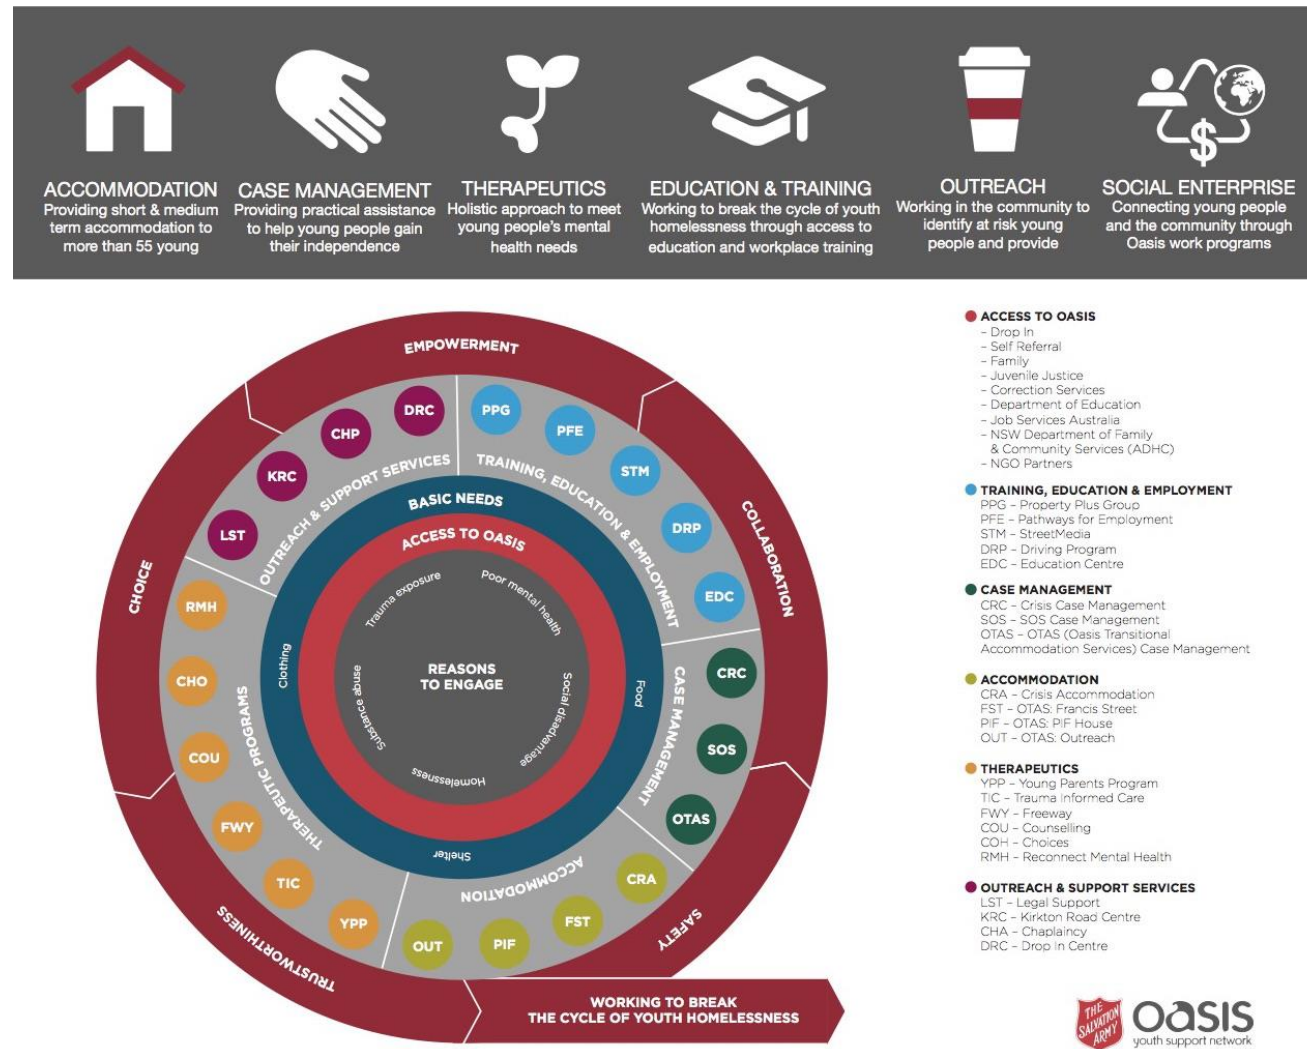 ACCOMMODATION
Providing short & medium
term accommodation to
more than 55 young
CASE MANAGEMENT
Providing practical assistance
to help young people gain
their independence
THERAPEUTICS
Holistic approach to meet
young people's mental
health needs
EDUCATION & TRAINING
Working to break the cycle of youth
homelessness through access to
education and workplace training
OUTREACH
Working in the community to
identify at risk young
people and provide
SOCIAL ENTERPRISE
Connecting young people
and the community through
Oasis work programs
$
EMPOWERMENT
COLLABORATION
SAFETY
TRUSTWORTHINESS
CHOICE
OUTREACH & SUPPORT SERVICES
LST
KRC
CHP
DRC
TRAINING, EDUCATION & EMPLOYMENT
PPG
PFE
STM
DRP
EDC
CASE MANAGEMENT
CRC
SOS
OTAS
ACCOMMODATION
CRA
FST
PIF
OUT
THERAPEUTIC PROGRAMS
YPP
TIC
FWY
COU
CHO
RMH
BASIC NEEDS
Food
Shelter
Clothing
ACCESS TO OASIS
REASONS
TO ENGAGE
Trauma exposure
Poor mental health
Social disadvantage
Homelessness
Substance abuse
WORKING TO BREAK
THE CYCLE OF YOUTH HOMELESSNESS
ACCESS TO OASIS
– Drop In
– Self Referral
– Family
– Juvenile Justice
– Correction Services
– Department of Education
– Job Services Australia
– NSW Department of Family
& Community Services (ADHC)
– NGO Partners
TRAINING, EDUCATION & EMPLOYMENT
PPG – Property Plus Group
PFE – Pathways for Employment
STM – StreetMedia
DRP – Driving Program
EDC – Education Centre
CASE MANAGEMENT
CRC – Crisis Case Management
SOS – SOS Case Management
OTAS – OTAS (Oasis Transitional
Accommodation Services) Case Management
ACCOMMODATION
CRA – Crisis Accommodation
FST – OTAS: Francis Street
PIF – OTAS: PIF House
OUT – OTAS: Outreach
THERAPEUTICS
YPP – Young Parents Program
TIC – Trauma Informed Care
FWY – Freeway
COU – Counselling
COH – Choices
RMH – Reconnect Mental Health
OUTREACH & SUPPORT SERVICES
LST – Legal Support
KRC – Kirkton Road Centre
CHA – Chaplaincy
DRC – Drop In Centre
THE
SALVATION
ARMY
oasis
youth support network